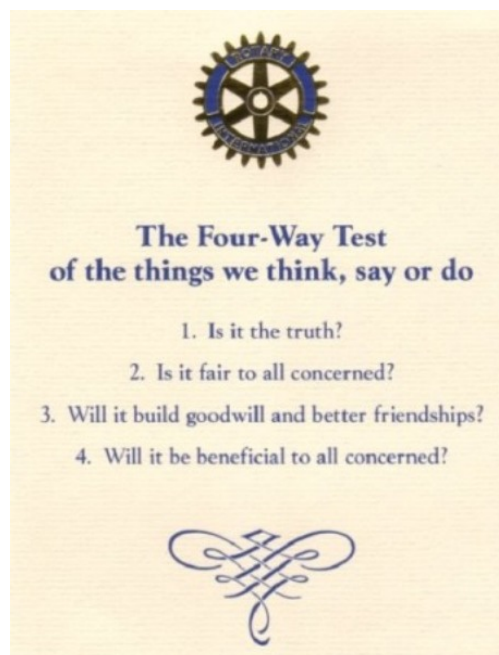 ROTARY
INTERNATIONAL
The Four-Way Test
of the things we think, say or do
1. Is it the truth?
2. Is it fair to all concerned?
3. Will it build goodwill and better friendships?
4. Will it be beneficial to all concerned?